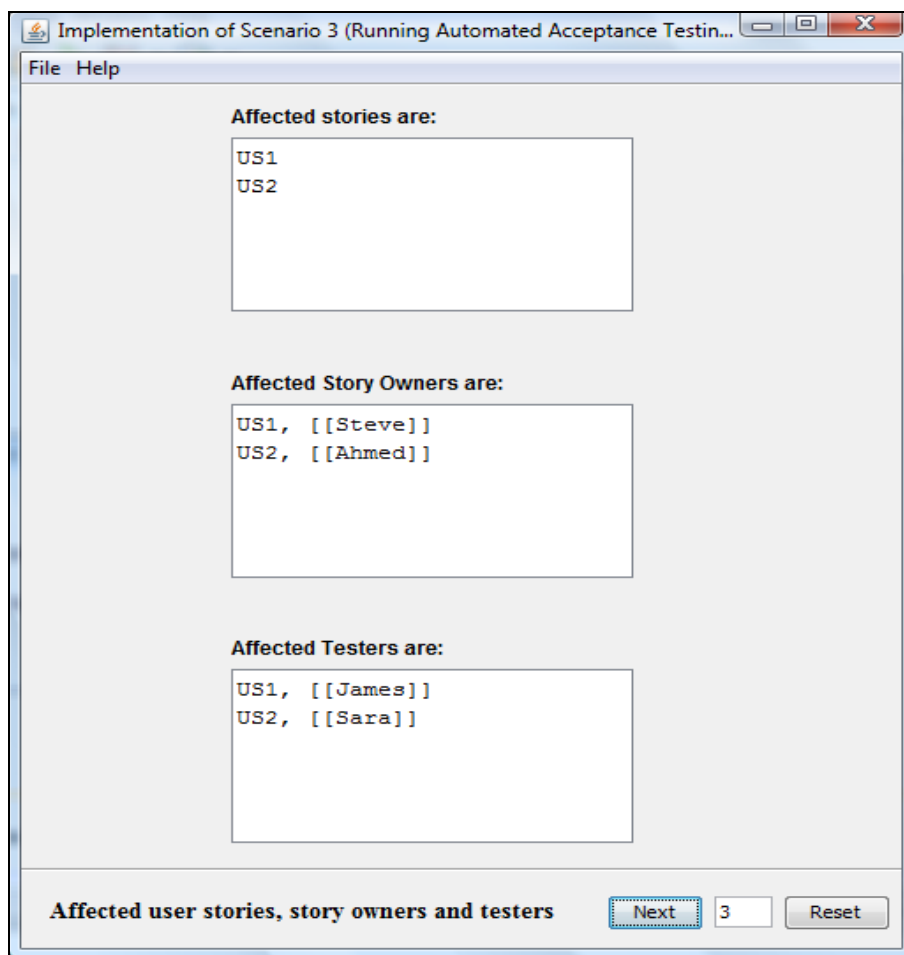 Implementation of Scenario 3 (Running Automated Acceptance Testin...
File Help
Affected stories are:
US1
US2
Affected Story Owners are:
US1, [[Steve]]
US2, [[Ahmed]]
Affected Testers are:
US1, [[James]]
US2, [[Sara]]
Affected user stories, story owners and testers Next 3 Reset